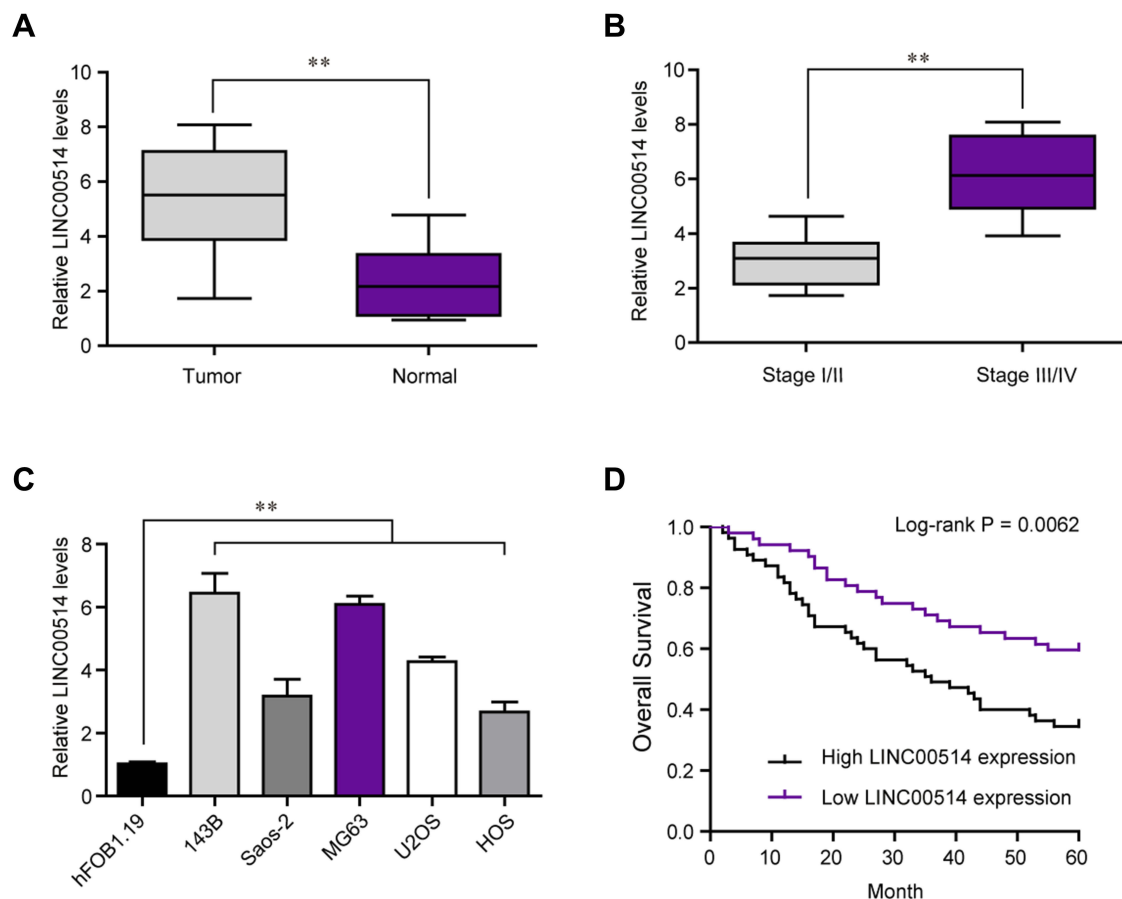 A
**
Relative LINC00514 levels
10
8
6
4
2
0
Tumor
Normal
B
**
Relative LINC00514 levels
10
8
6
4
2
0
Stage I/II
Stage III/IV
C
**
Relative LINC00514 levels
8
6
4
2
0
hFOB1.19
143B
Saos-2
MG63
U2OS
HOS
D
Log-rank P = 0.0062
Overall Survival
1.0
0.8
0.6
0.4
0.2
0.0
High LINC00514 expression
Low LINC00514 expression
0
10
20
30
40
50
60
Month